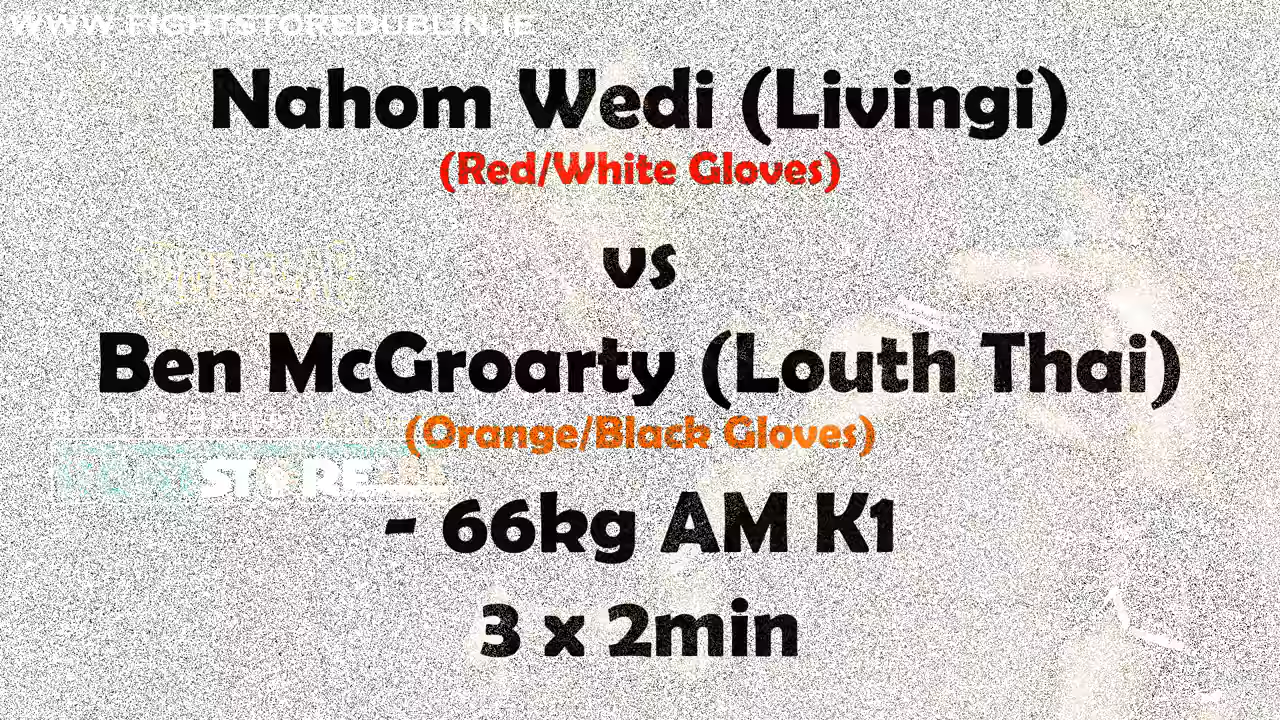 WWW.FIGHTSTOREDUBLIN.IE
Nahom Wedi (Livingi)
(Red/White Gloves)
vs
Ben McGroarty (Louth Thai)
(Orange/Black Gloves)
STORE
- 66kg AM K1
3 x 2min